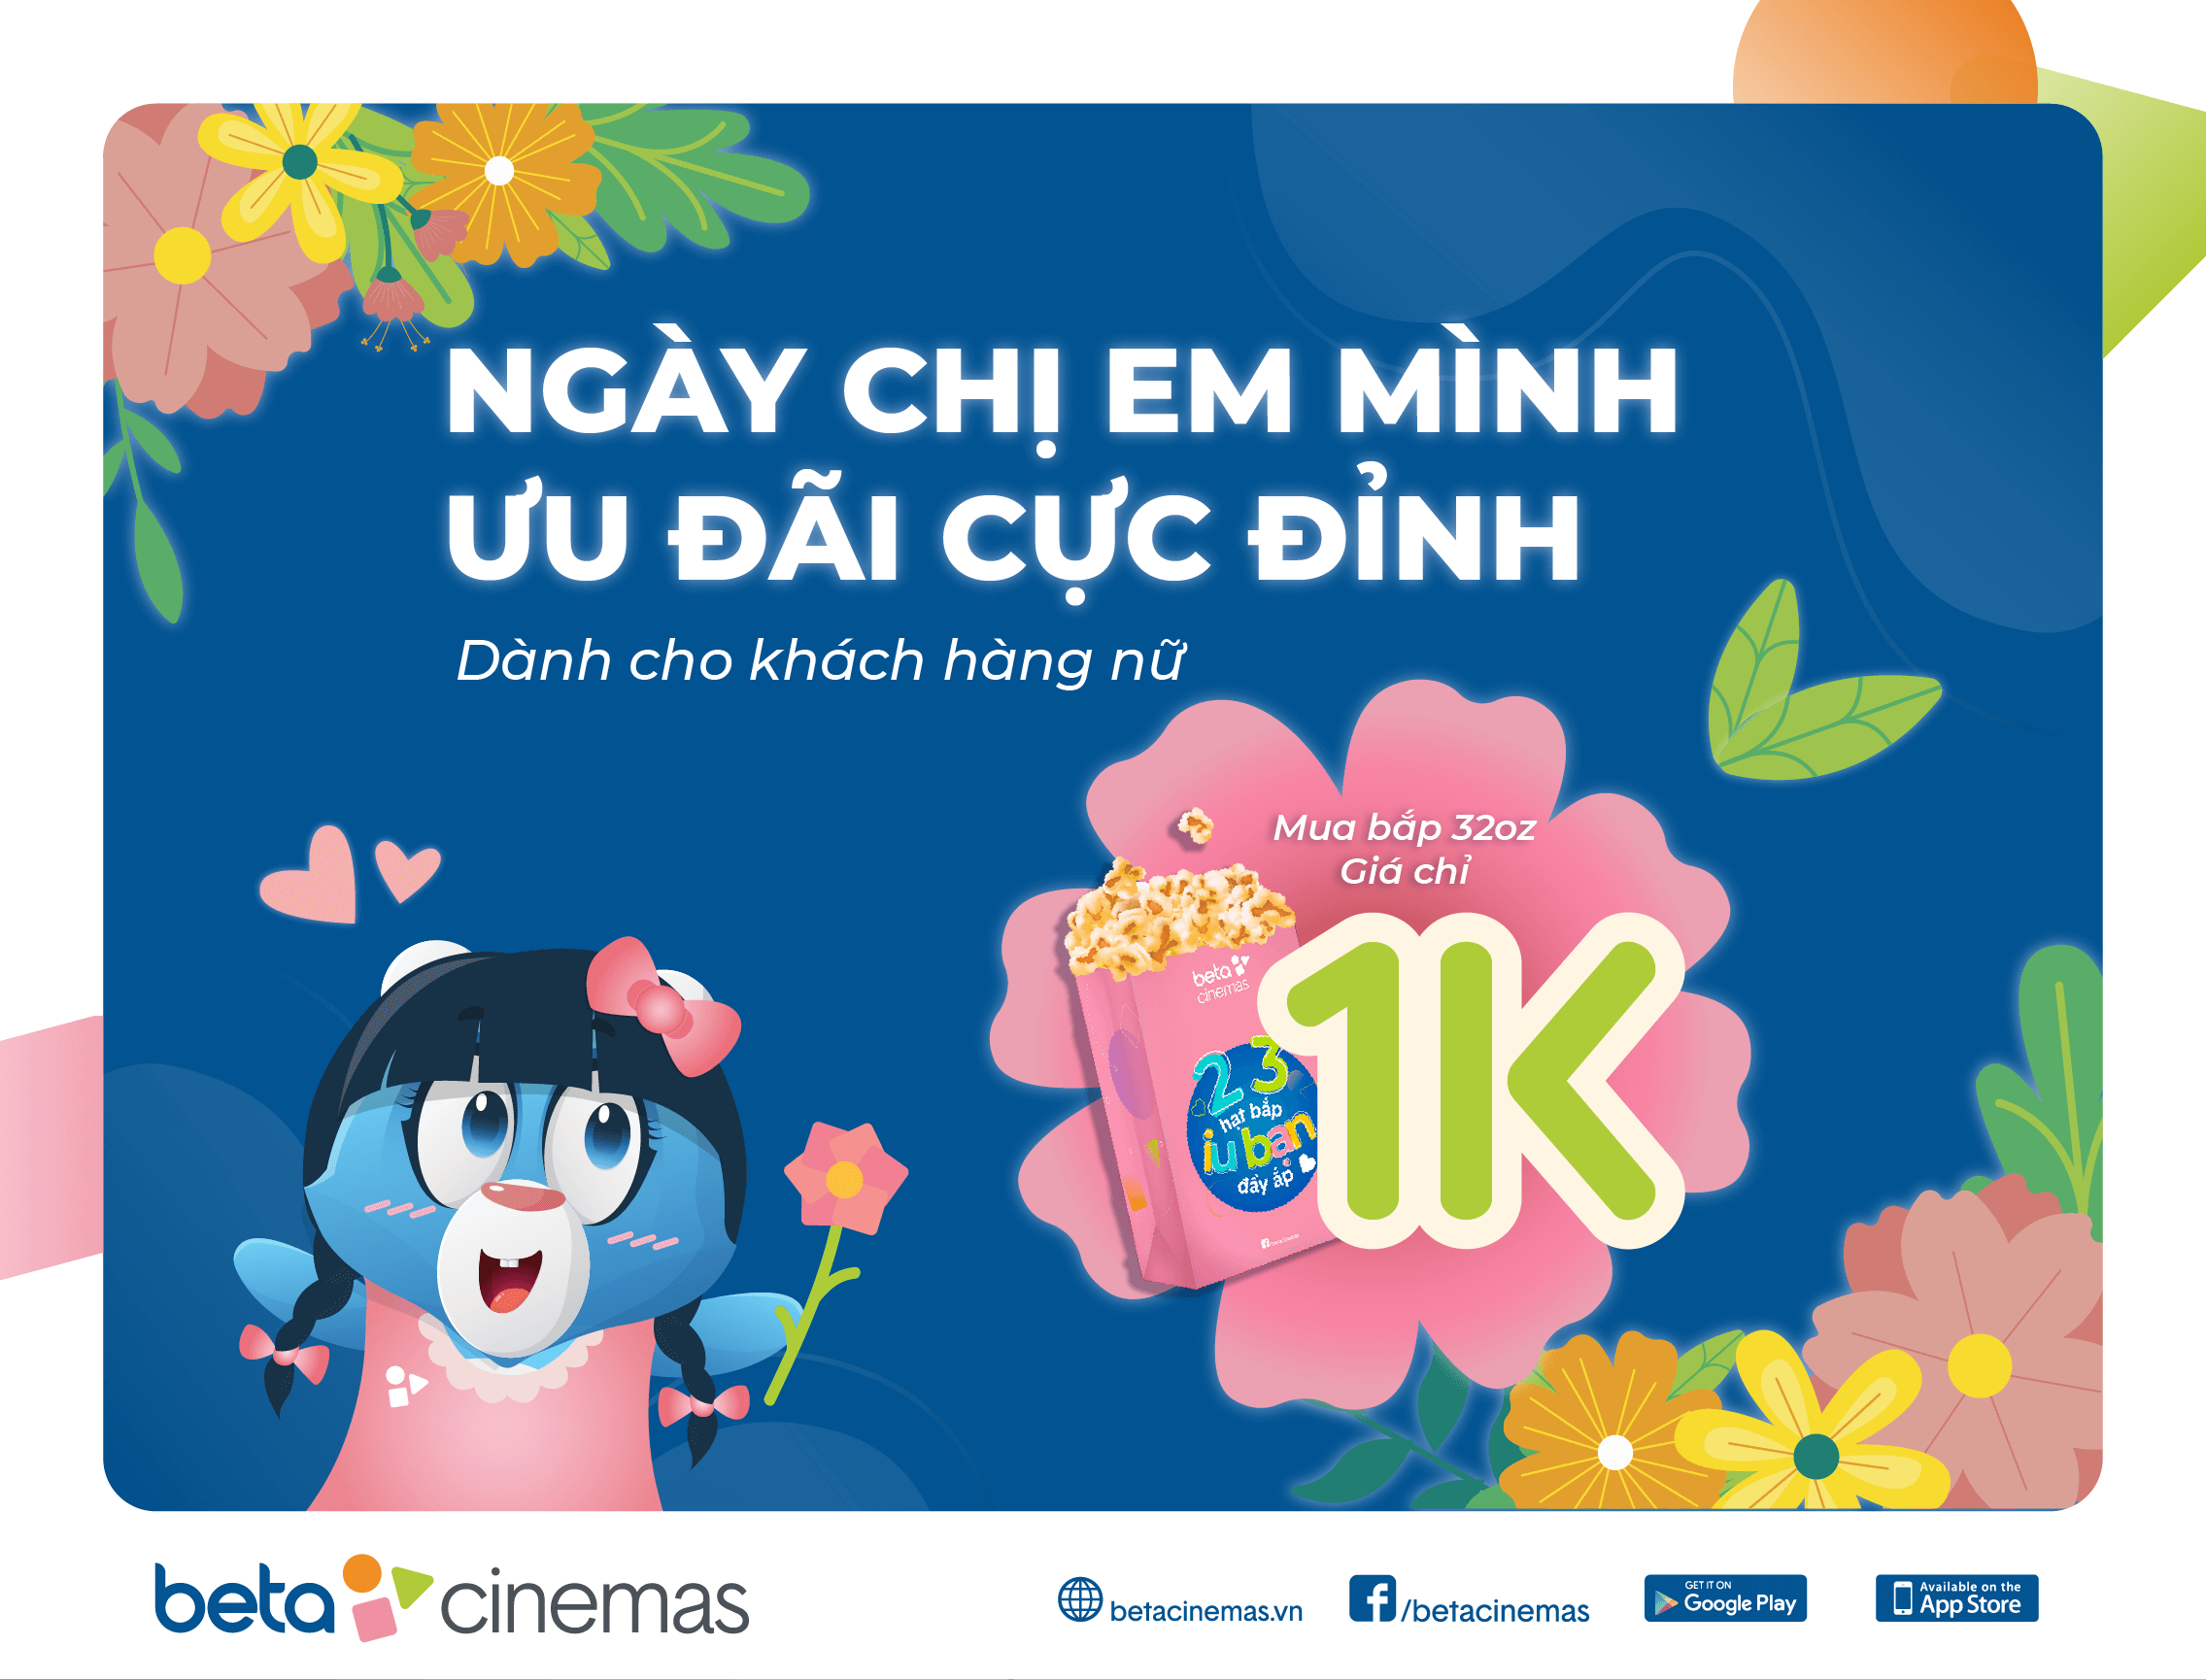 NGÀY CHỊ EM MÌNH
ƯU ĐÃI CỰC ĐỈNH
Dành cho khách hàng nữ
Mua bắp 32oz
Giá chỉ
1K
beta
cinemas
23
hạt bắp
iu bạn
đầy ắp
beta cinemas
betacinemas.vn
/betacinemas
GET IT ON
Google Play
Available on the
App Store